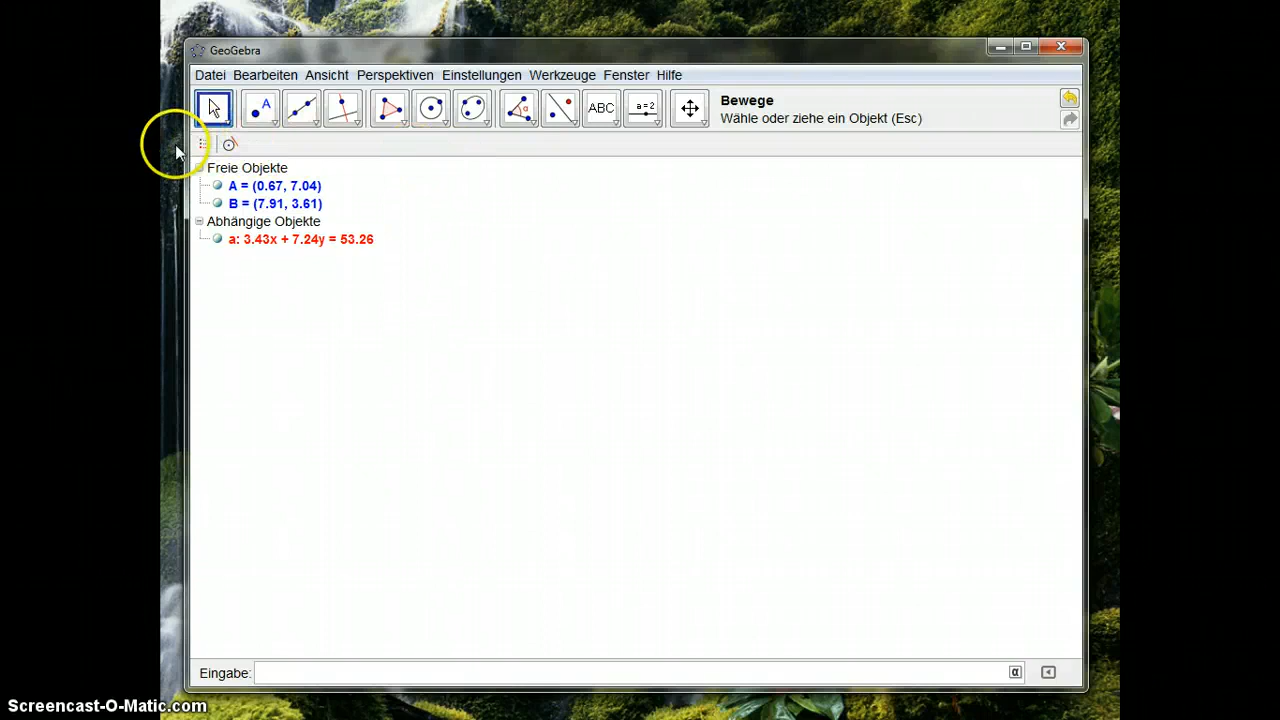 GeoGebra
Datei Bearbeiten Ansicht Perspektiven Einstellungen Werkzeuge Fenster Hilfe
A
α
ABC
a = 2
Bewege
Wähle oder ziehe ein Objekt (Esc)
Freie Objekte
A = (0.67, 7.04)
B = (7.91, 3.61)
Abhängige Objekte
a: 3.43x + 7.24y = 53.26
Eingabe:
α
Screencast-O-Matic.com